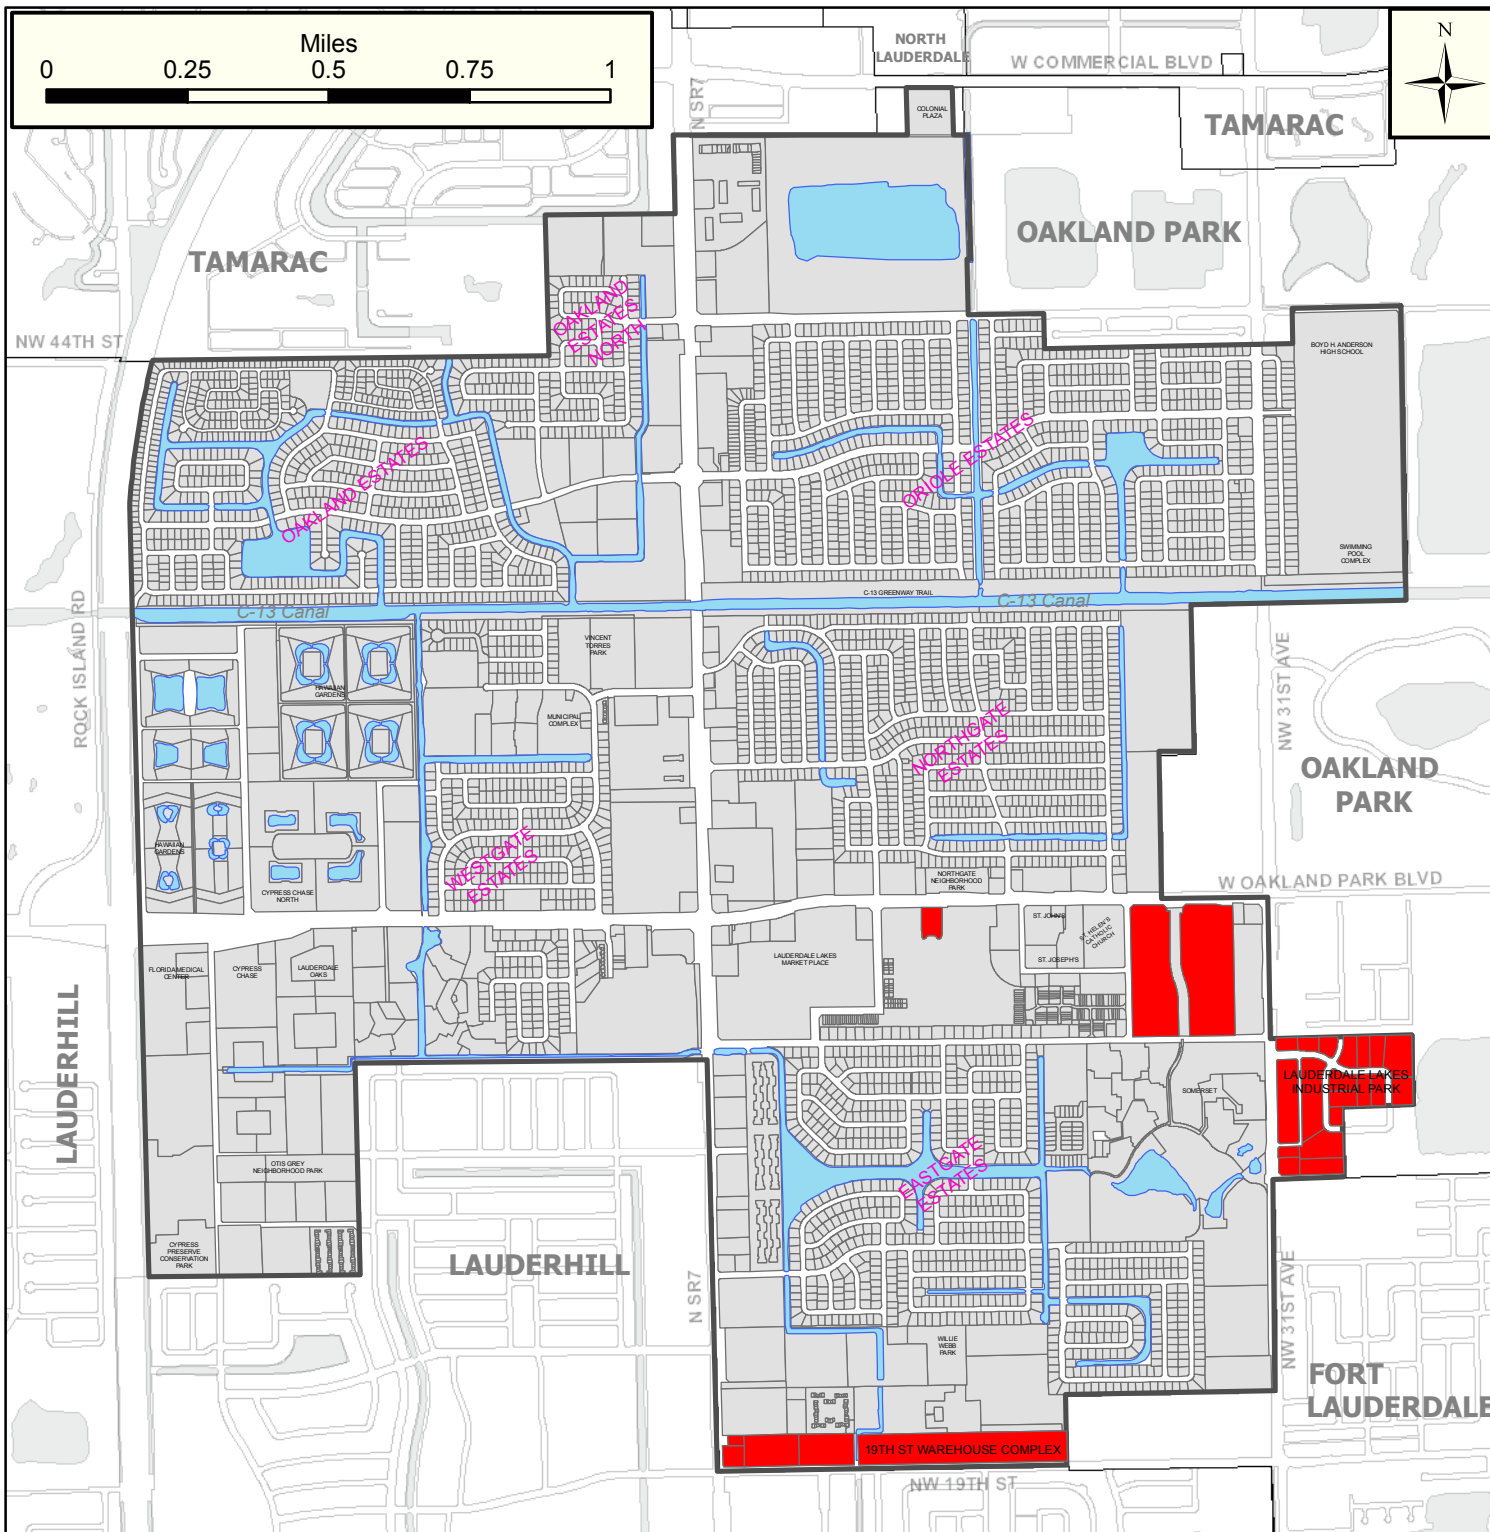 Miles
0 0.25 0.5 0.75 1
N
NORTH
LAUDERDALE
W COMMERCIAL BLVD
N SR7
COLONIAL
PLAZA
TAMARAC
OAKLAND PARK
TAMARAC
NW 44TH ST
OAKLAND
ESTATES
NORTH
BOYD H. ANDERSON
HIGH SCHOOL
OAKLAND ESTATES
ORIOLE ESTATES
SWIMMING
POOL
COMPLEX
C-13 GREENWAY TRAIL
C-13 Canal
C-13 Canal
ROCK ISLAND RD
VINCENT
TORRES
PARK
HAWAIIAN
GARDENS
MUNICIPAL
COMPLEX
NW 31ST AVE
NORTHGATE
ESTATES
OAKLAND
PARK
HAWAIIAN
GARDENS
WESTGATE
ESTATES
CYPRESS CHASE
NORTH
NORTHGATE
NEIGHBORHOOD
PARK
W OAKLAND PARK BLVD
ST. JOHN'S
ST. HELEN'S
CATHOLIC
CHURCH
ST. JOSEPH'S
FLORIDA MEDICAL
CENTER
CYPRESS
CHASE
LAUDERDALE
OAKS
LAUDERDALE LAKES
MARKET PLACE
LAUDERHILL
LAUDERDALE LAKES
INDUSTRIAL PARK
SOMERSET
OTIS GREY
NEIGHBORHOOD PARK
EASTGATE
ESTATES
CYPRESS
PRESERVE
CONSERVATION
PARK
LAUDERHILL
N SR7
NW 31ST AVE
WILLIE
WEBB
PARK
FORT
LAUDERDALE
19TH ST WAREHOUSE COMPLEX
NW 19TH ST